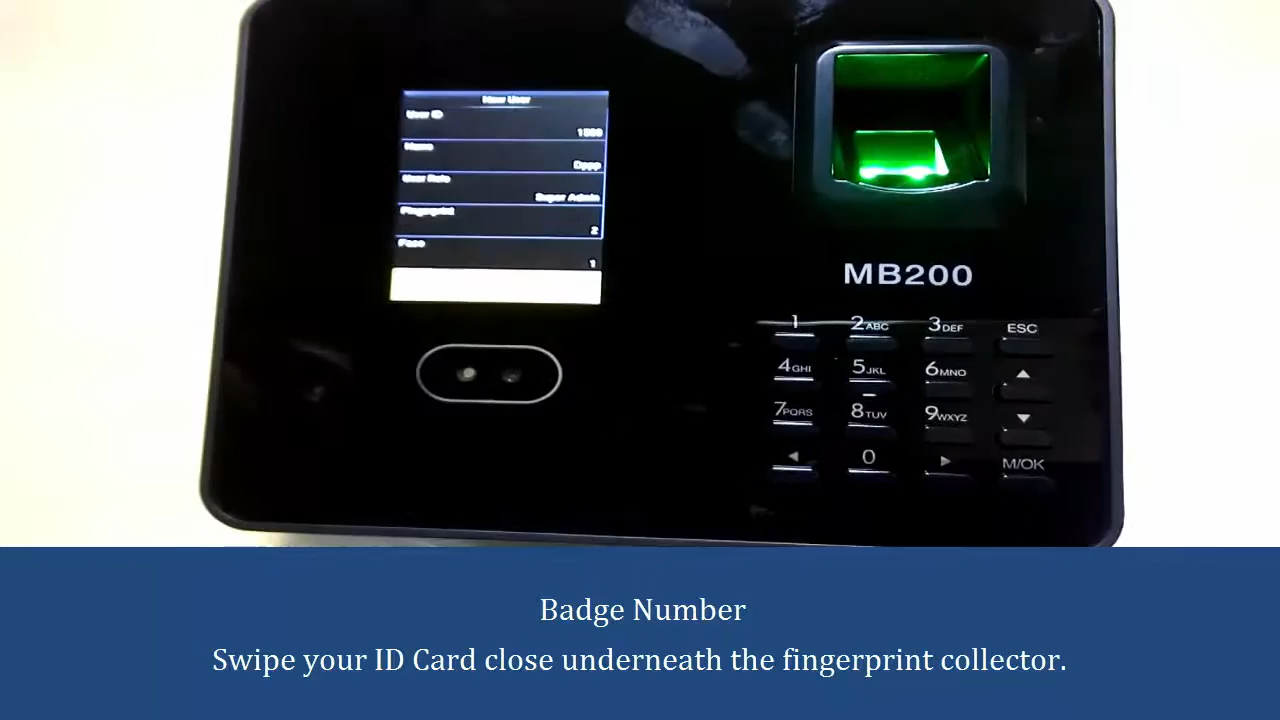 New User
User ID
Name
User Role
Super Admin
Fingerprint
2
Face
1
MB200
1 2ABC 3DEF ESC
4GHI 5JKL 6MNO
7PQRS 8TUV 9WXYZ
0 M/OK
Badge Number
Swipe your ID Card close underneath the fingerprint collector.